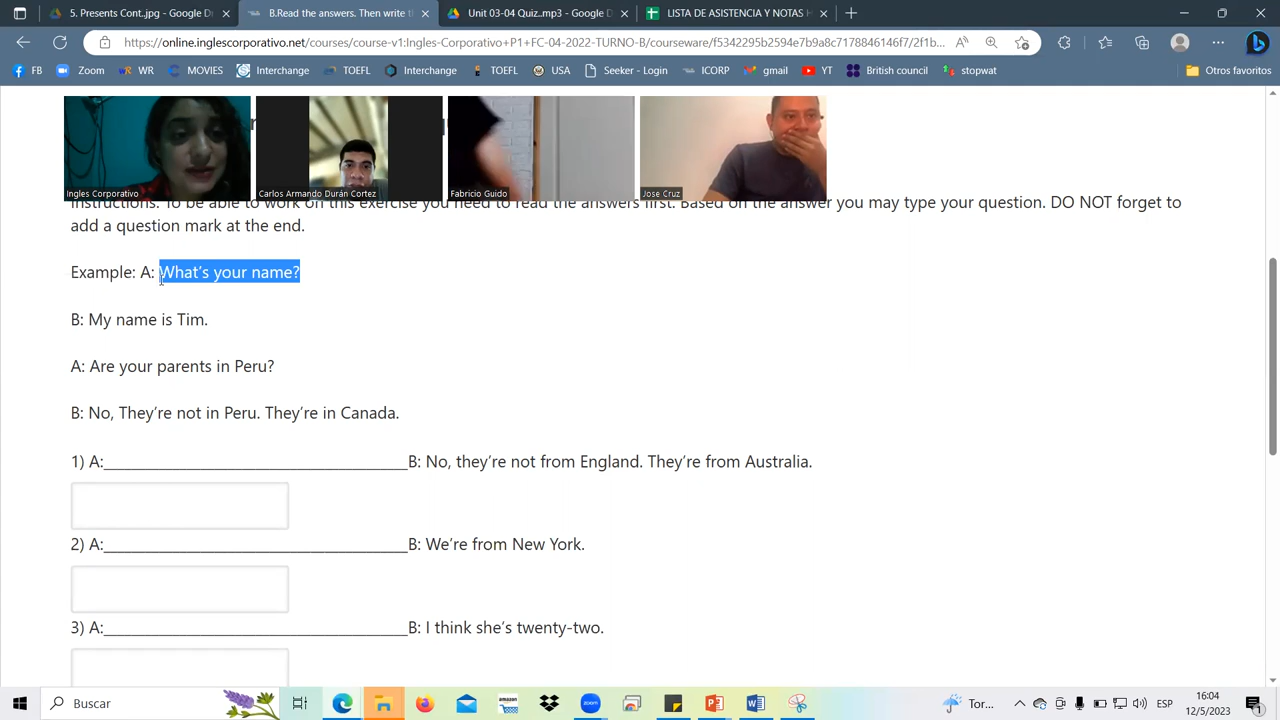 5. Presents Cont..jpg - Google D
B.Read the answers. Then write t
Unit 03-04 Quiz..mp3 - Google D
LISTA DE ASISTENCIA Y NOTAS
https://online.inglescorporativo.net/courses/course-v1:Ingles-Corporativo+P1+FC-04-2022-TURNO-B/courseware/f5342295b2594e7b9a8c7178846146f7/2f1b...
FB Zoom WR MOVIES Interchange TOEFL Interchange TOEFL USA Seeker - Login ICORP gmail YT British council stopwat Otros favoritos
Ingles Corporativo
Carlos Armando Durán Cortez
Fabricio Guido
Jose Cruz
Instructions: To be able to work on this exercise you need to read the answers first. Based on the answer you may type your question. DO NOT forget to
add a question mark at the end.
Example: A: What's your name?
B: My name is Tim.
A: Are your parents in Peru?
B: No, They're not in Peru. They're in Canada.
1) A:__________________________________B: No, they're not from England. They're from Australia.
2) A:__________________________________B: We're from New York.
3) A:__________________________________B: I think she's twenty-two.
Buscar
Tor...
ESP
16:04
12/5/2023
1